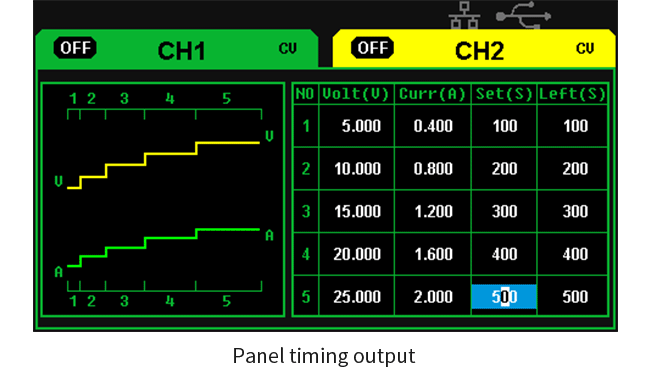 OFF CH1 CV OFF CH2 CV
1 2 3 4 5
V
V
A
A
1 2 3 4 5
NO Volt(V) Curr(A) Set(S) Left(S)
1 5.000 0.400 100 100
2 10.000 0.800 200 200
3 15.000 1.200 300 300
4 20.000 1.600 400 400
5 25.000 2.000 500 500
Panel timing output